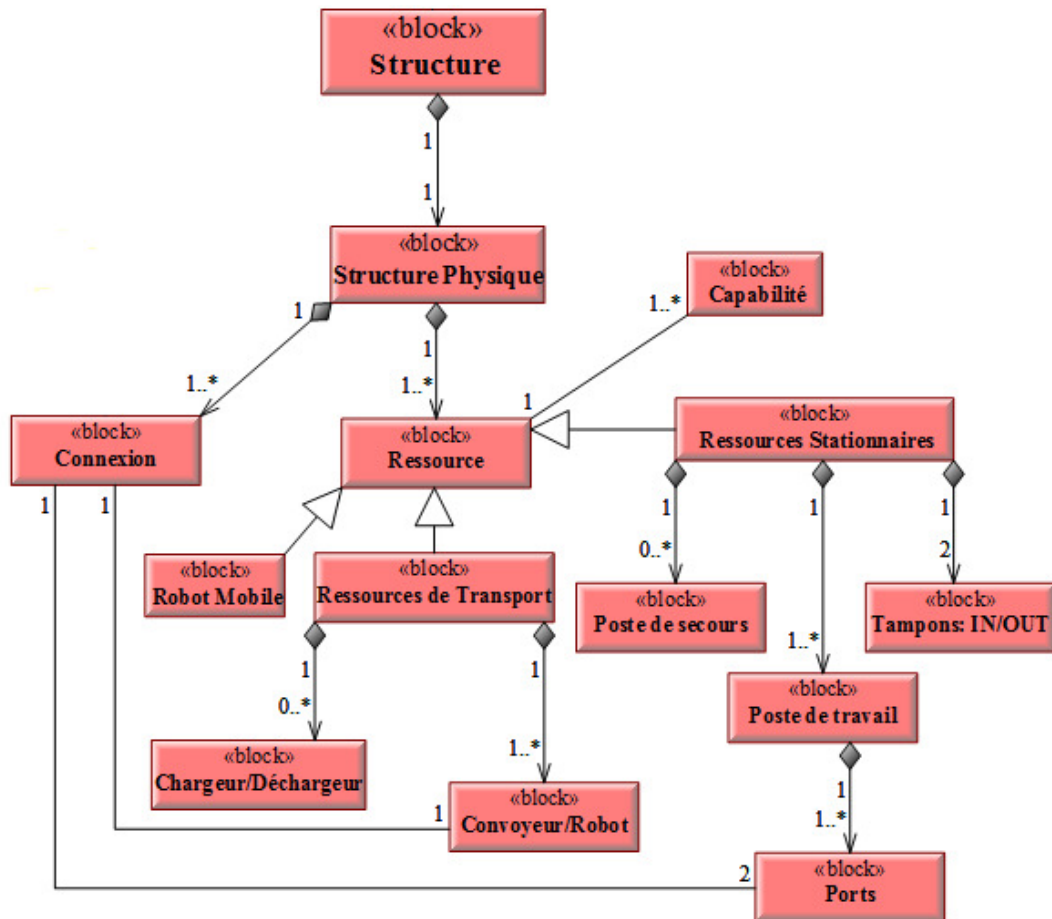 «block»
Structure
1
1
«block»
Structure Physique
«block»
Capabilité
1
1
1..*
1..*
1..*
1
«block»
Connexion
«block»
Ressource
«block»
Ressources Stationnaires
1
1
1
1
1
0..*
2
«block»
Robot Mobile
«block»
Ressources de Transport
«block»
Poste de secours
«block»
Tampons: IN/OUT
1
1
1..*
0..*
1..*
«block»
Poste de travail
«block»
Chargeur/Déchargeur
«block»
Convoyeur/Robot
1
1
1..*
2
«block»
Ports